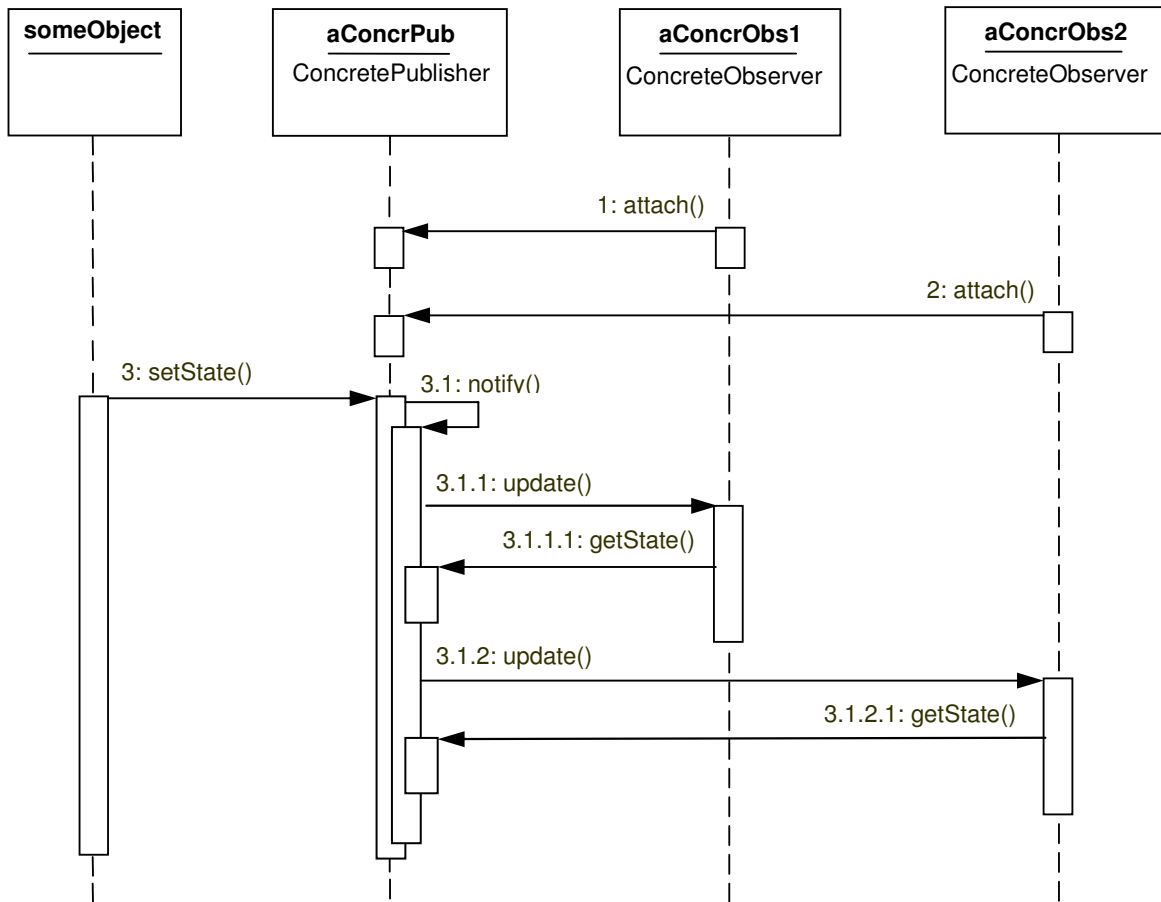 someObject
aConcrPub
ConcretePublisher
aConcrObs1
ConcreteObserver
aConcrObs2
ConcreteObserver
1: attach()
2: attach()
3: setState()
3.1: notify()
3.1.1: update()
3.1.1.1: getState()
3.1.2: update()
3.1.2.1: getState()